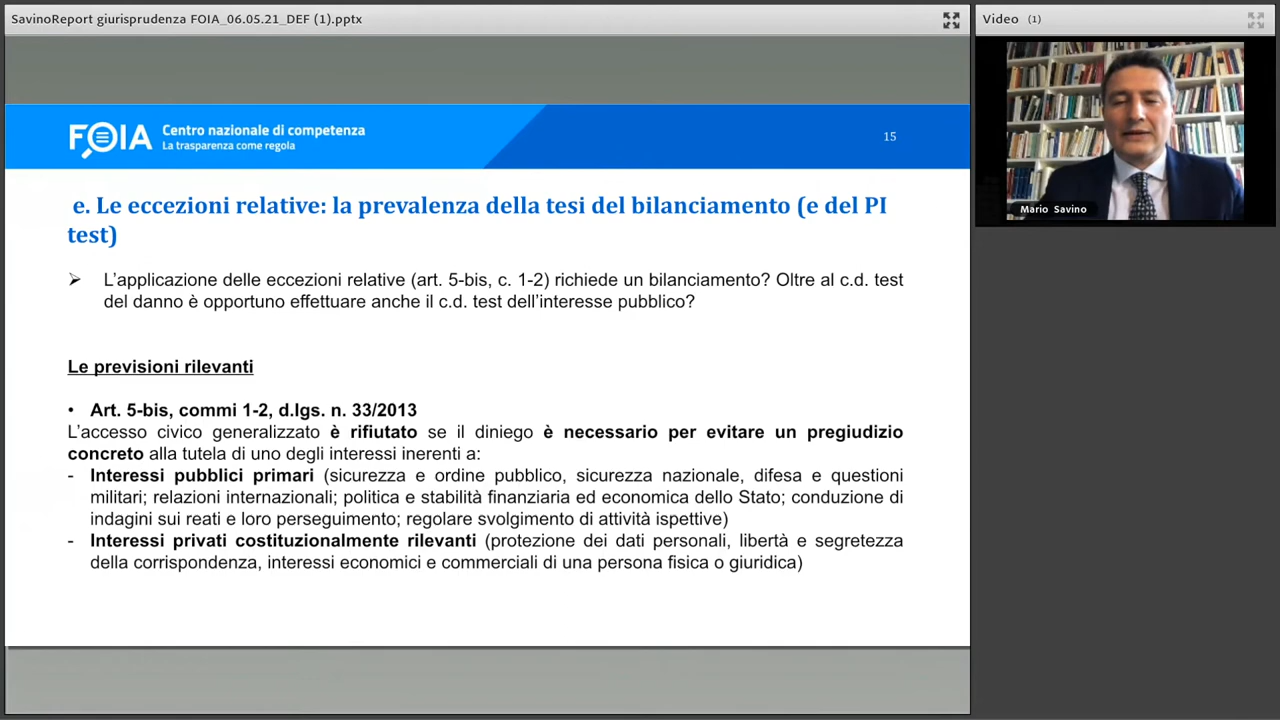 SavinoReport giurisprudenza FOIA_06.05.21_DEF (1).pptx
Video (1)
FOIA
Centro nazionale di competenza
La trasparenza come regola
15
Mario Savino
e. Le eccezioni relative: la prevalenza della tesi del bilanciamento (e del PI
test)
➢ L’applicazione delle eccezioni relative (art. 5-bis, c. 1-2) richiede un bilanciamento? Oltre al c.d. test
del danno è opportuno effettuare anche il c.d. test dell’interesse pubblico?
Le previsioni rilevanti
• Art. 5-bis, commi 1-2, d.lgs. n. 33/2013
L’accesso civico generalizzato è rifiutato se il diniego è necessario per evitare un pregiudizio
concreto alla tutela di uno degli interessi inerenti a:
- Interessi pubblici primari (sicurezza e ordine pubblico, sicurezza nazionale, difesa e questioni
militari; relazioni internazionali; politica e stabilità finanziaria ed economica dello Stato; conduzione di
indagini sui reati e loro perseguimento; regolare svolgimento di attività ispettive)
- Interessi privati costituzionalmente rilevanti (protezione dei dati personali, libertà e segretezza
della corrispondenza, interessi economici e commerciali di una persona fisica o giuridica)